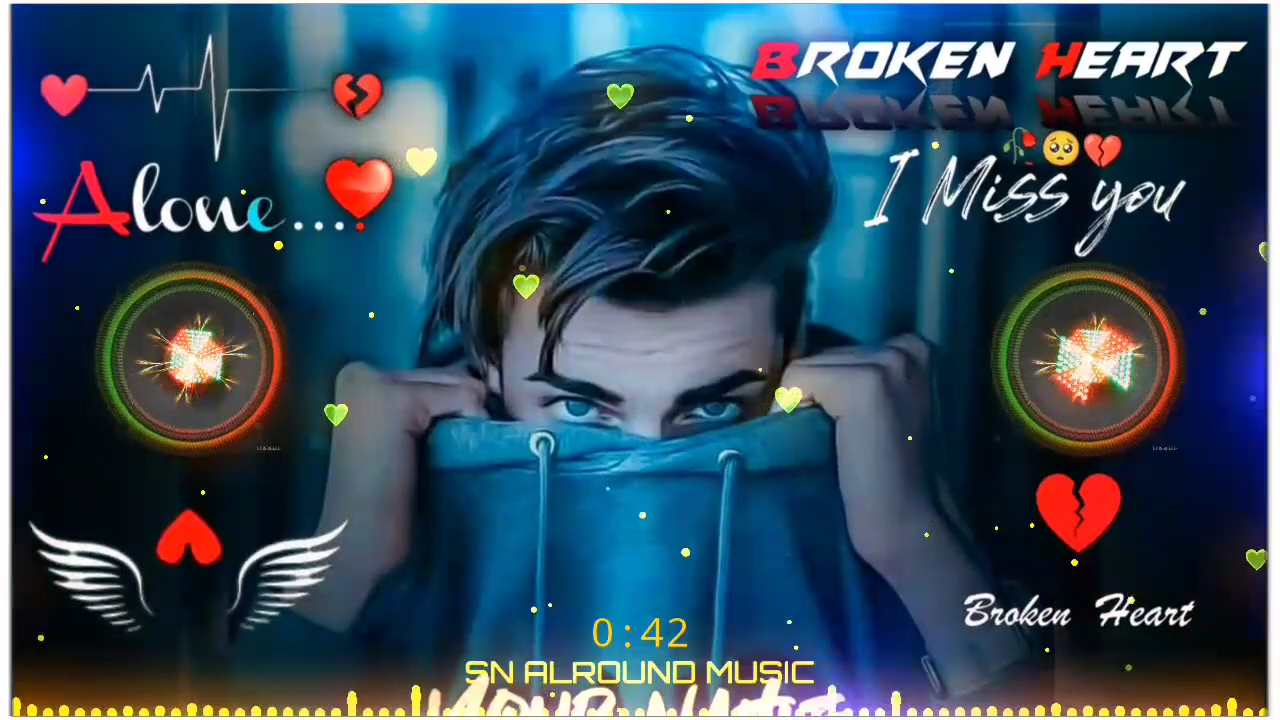 BROKEN HEART
I Miss you
Alone....
Broken Heart
0:42
SN ALROUND MUSIC